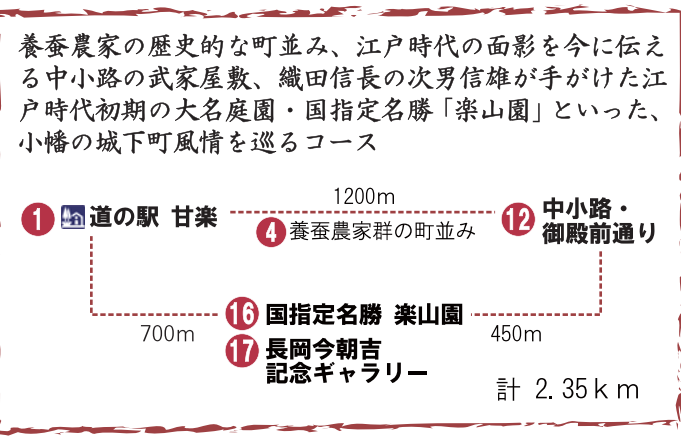 養蚕農家の歴史的な町並み、江戸時代の面影を今に伝え
る中小路の武家屋敷、織田信長の次男信雄が手がけた江
戸時代初期の大名庭園・国指定名勝「楽山園」といった、
小幡の城下町風情を巡るコース
1200m
1 道の駅 甘楽
4 養蚕農家群の町並み
12 中小路・
御殿前通り
700m
16 国指定名勝 楽山園
450m
17 長岡今朝吉
記念ギャラリー
計 2.35km